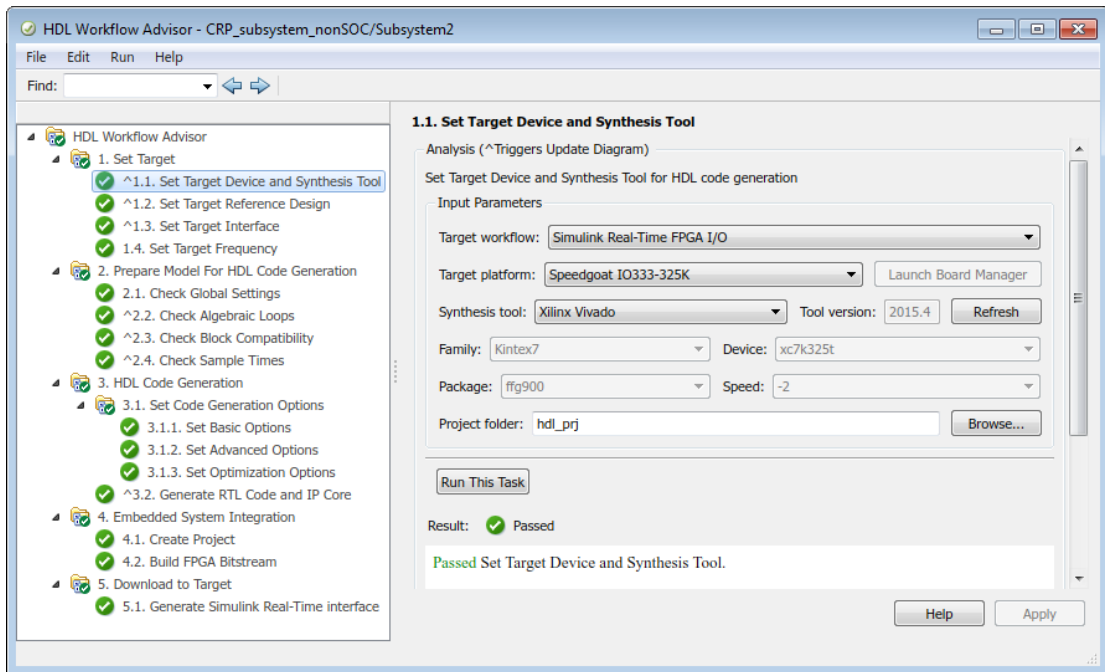 HDL Workflow Advisor - CRP_subsystem_nonSOC/Subsystem2
File Edit Run Help
Find:
HDL Workflow Advisor
1. Set Target
^1.1. Set Target Device and Synthesis Tool
^1.2. Set Target Reference Design
^1.3. Set Target Interface
1.4. Set Target Frequency
2. Prepare Model For HDL Code Generation
2.1. Check Global Settings
^2.2. Check Algebraic Loops
^2.3. Check Block Compatibility
^2.4. Check Sample Times
3. HDL Code Generation
3.1. Set Code Generation Options
3.1.1. Set Basic Options
3.1.2. Set Advanced Options
3.1.3. Set Optimization Options
^3.2. Generate RTL Code and IP Core
4. Embedded System Integration
4.1. Create Project
4.2. Build FPGA Bitstream
5. Download to Target
5.1. Generate Simulink Real-Time interface
1.1. Set Target Device and Synthesis Tool
Analysis (^Triggers Update Diagram)
Set Target Device and Synthesis Tool for HDL code generation
Input Parameters
Target workflow: Simulink Real-Time FPGA I/O
Target platform: Speedgoat IO333-325K Launch Board Manager
Synthesis tool: Xilinx Vivado Tool version: 2015.4 Refresh
Family: Kintex7 Device: xc7k325t
Package: ffg900 Speed: -2
Project folder: hdl_prj Browse...
Run This Task
Result: Passed
Passed Set Target Device and Synthesis Tool.
Help Apply